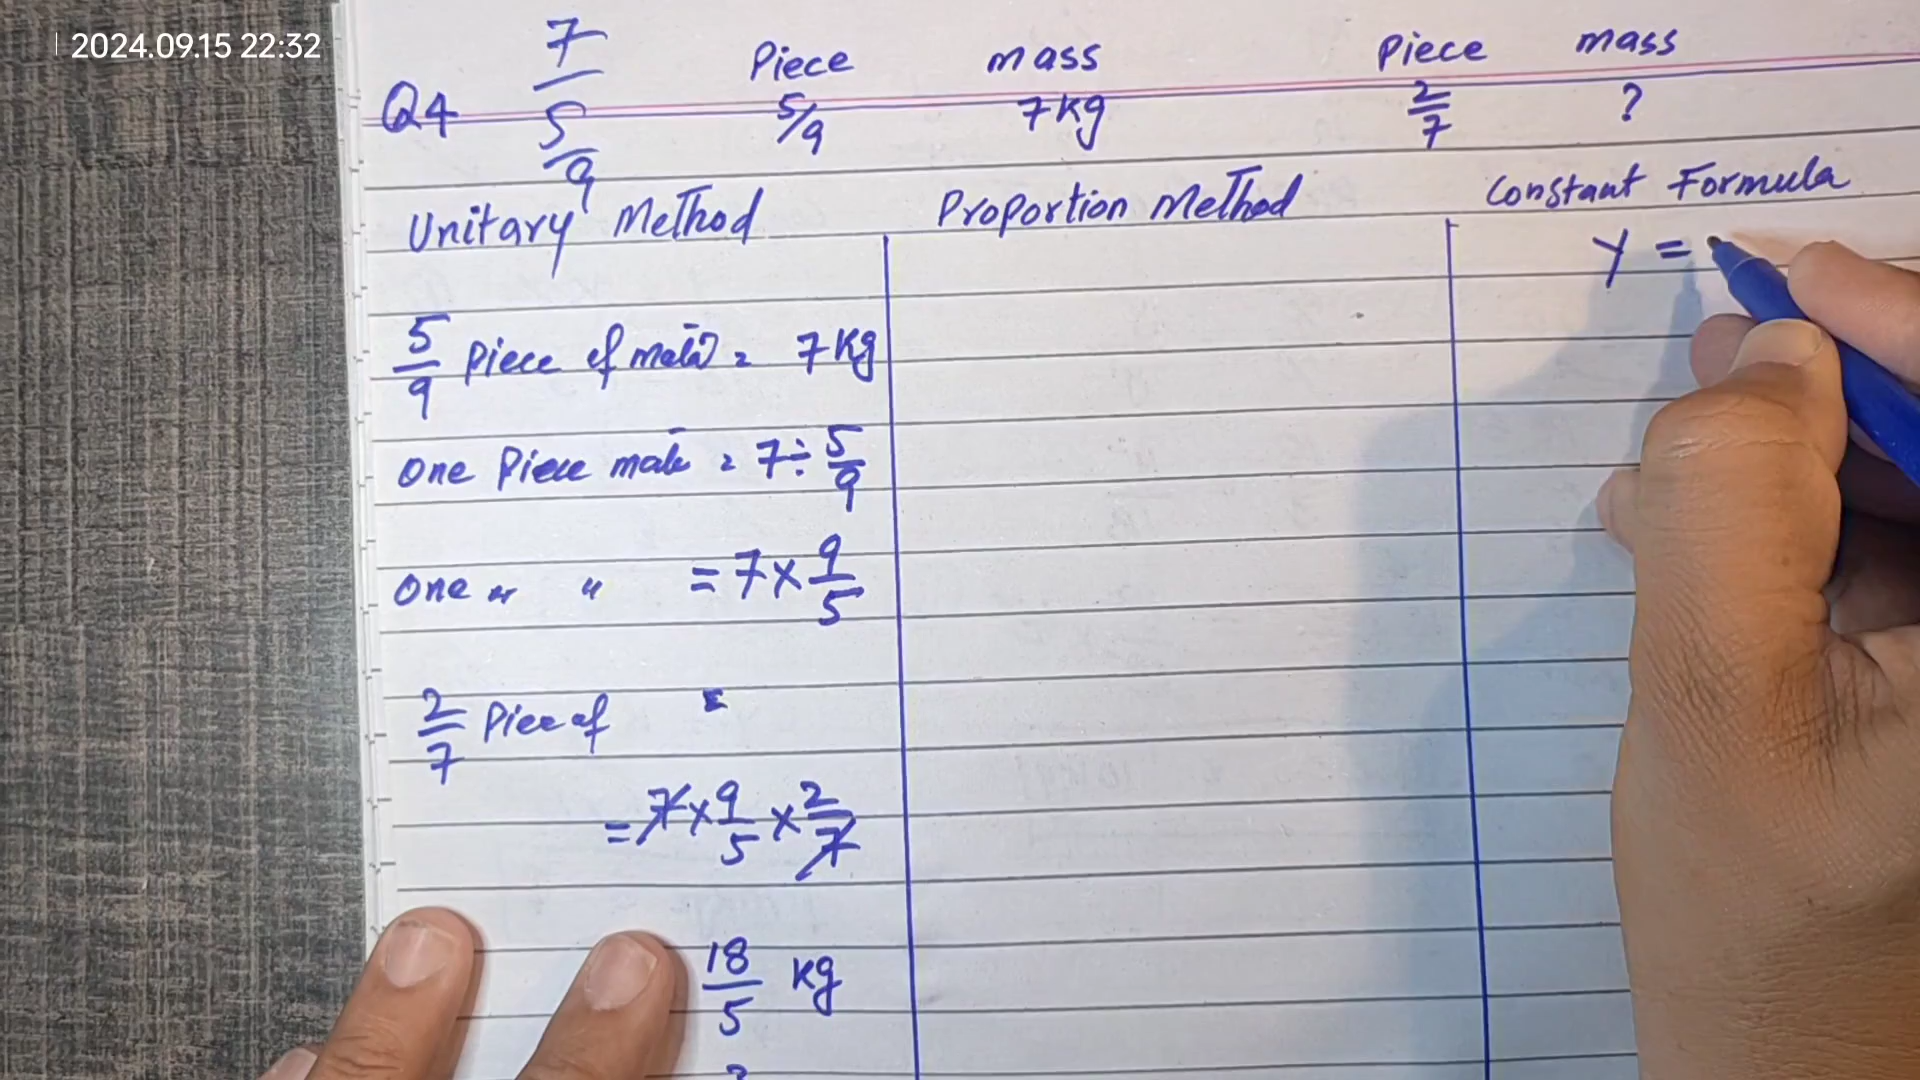 2024.09.15 22:32
Q4 7/5/9
Piece mass Piece mass
5/9 7kg 2/7 ?
Unitary Method
5/9 Piece of = 7kg
One Piece = 7 ÷ 5/9
One " " = 7 × 9/5
2/7 Piece of =
= 7 × 9/5 × 2/7
18/5 kg
Proportion Method
Constant Formula
Y =